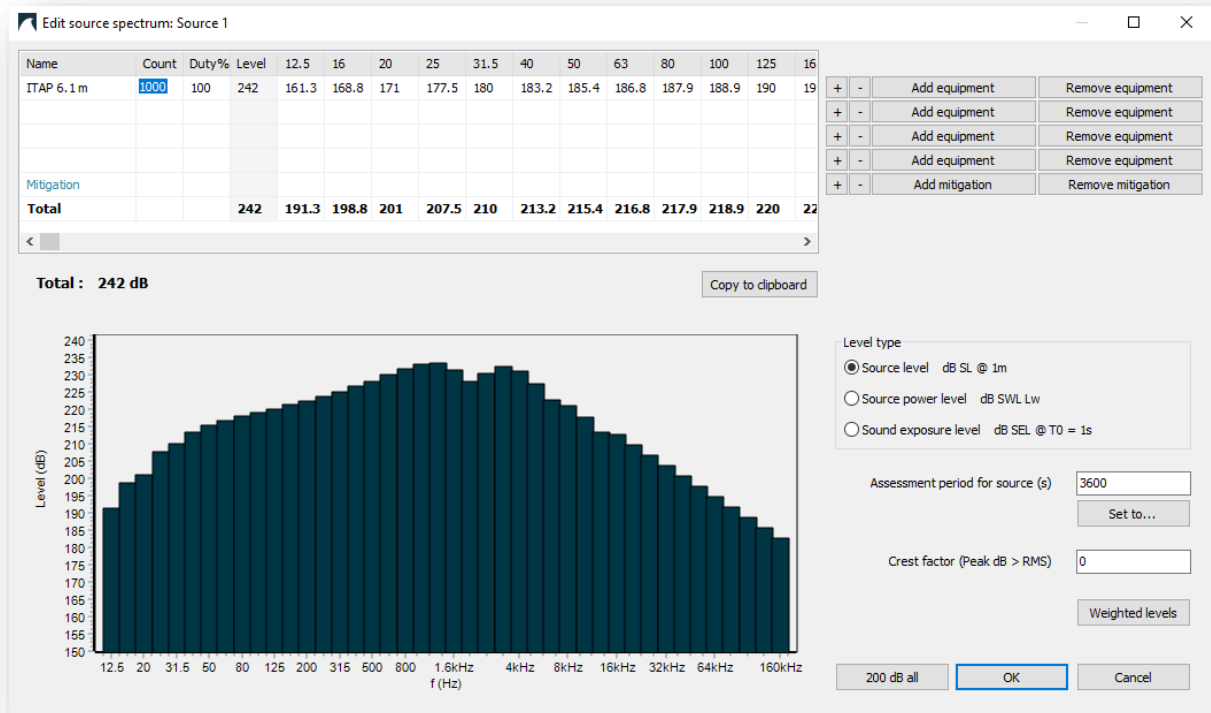 Edit source spectrum: Source 1
Name Count Duty% Level 12.5 16 20 25 31.5 40 50 63 80 100 125 16
ITAP 6.1 m 1000 100 242 161.3 168.8 171 177.5 180 183.2 185.4 186.8 187.9 188.9 190 19
+ - Add equipment Remove equipment
+ - Add equipment Remove equipment
+ - Add equipment Remove equipment
+ - Add equipment Remove equipment
Mitigation
+ - Add mitigation Remove mitigation
Total 242 191.3 198.8 201 207.5 210 213.2 215.4 216.8 217.9 218.9 220 22
Total : 242 dB
Copy to clipboard
240
235
230
225
220
215
210
205
200
195
190
185
180
175
170
165
160
155
150
Level (dB)
12.5 20 31.5 50 80 125 200 315 500 800 1.6kHz 4kHz 8kHz 16kHz 32kHz 64kHz 160kHz
f (Hz)
Level type
Source level dB SL @ 1m
Source power level dB SWL Lw
Sound exposure level dB SEL @ T0 = 1s
Assessment period for source (s) 3600
Set to...
Crest factor (Peak dB > RMS) 0
Weighted levels
200 dB all OK Cancel